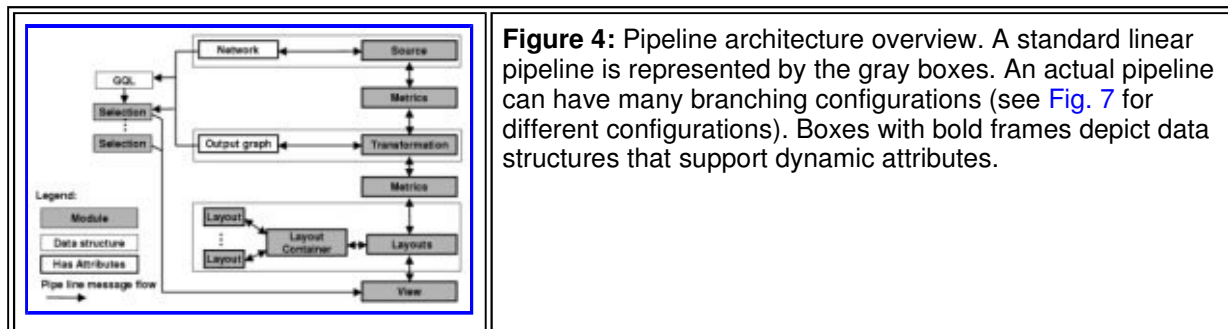 Network
Source
GQL
Metrics
Selection
Selection
Output graph
Transformation
Metrics
Legend:
Module
Data structure
Has Attributes
Pipe line message flow
Layout
Layout
Container
Layouts
Layout
View
Figure 4: Pipeline architecture overview. A standard linear
pipeline is represented by the gray boxes. An actual pipeline
can have many branching configurations (see Fig. 7 for
different configurations). Boxes with bold frames depict data
structures that support dynamic attributes.